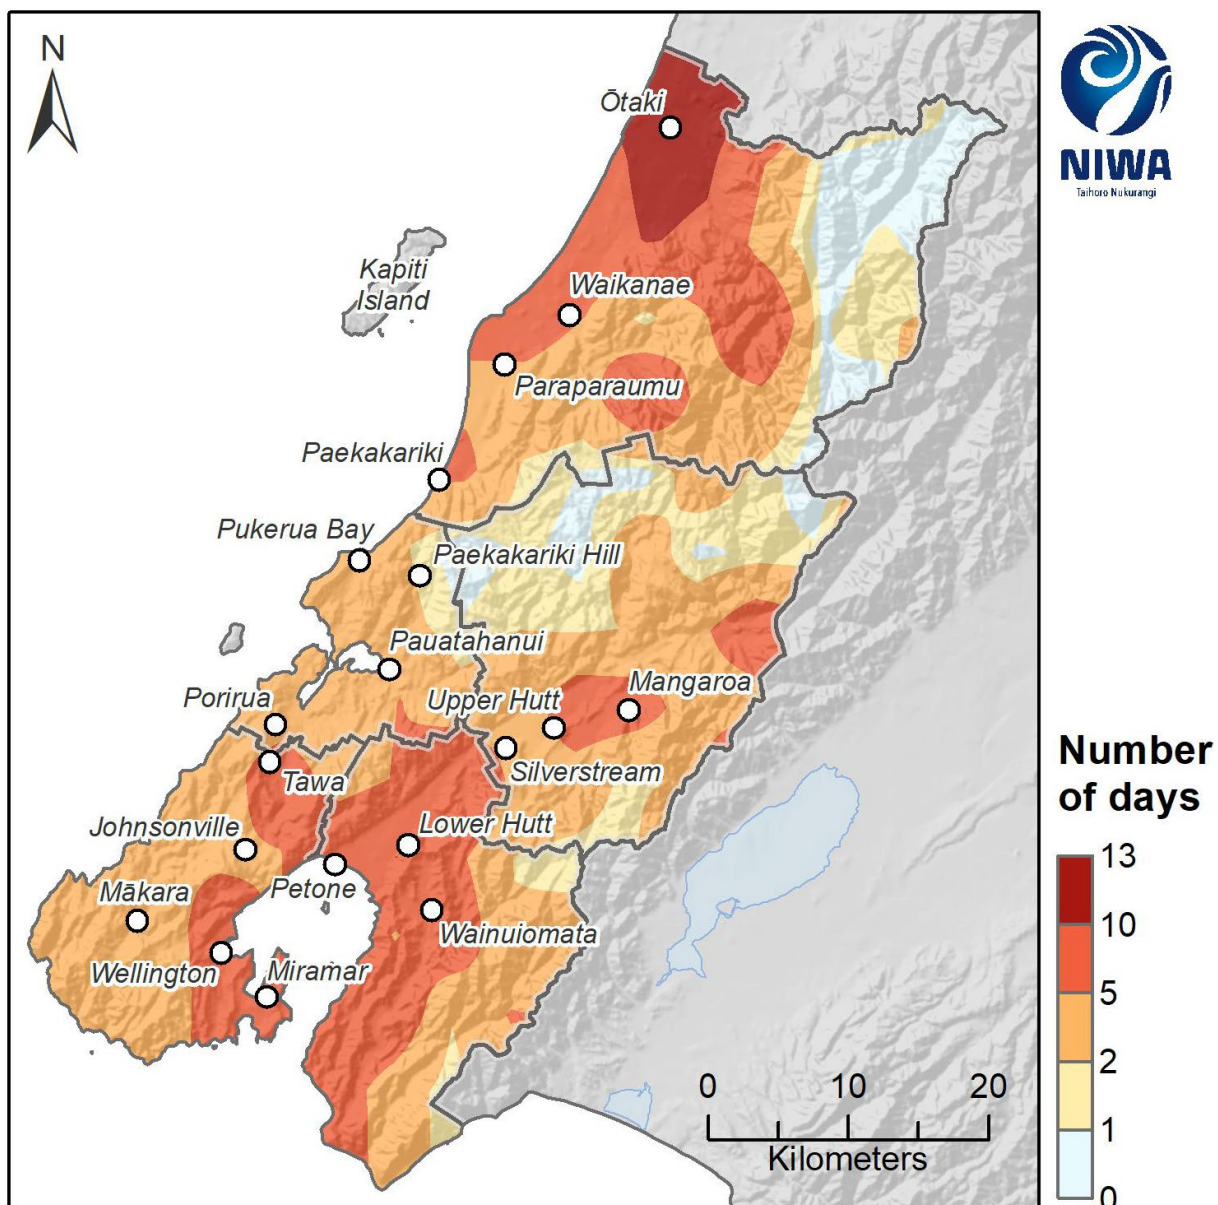 N
Ōtaki
NIWA
Taihoro Nukurangi
Kapiti
Island
Waikanae
Paraparaumu
Paekakariki
Pukerua Bay
Paekakariki Hill
Pauatahanui
Porirua
Upper Hutt
Mangaroa
Silverstream
Tawa
Johnsonville
Lower Hutt
Petone
Mākara
Wainuiomata
Wellington
Miramar
Number
of days
13
10
5
2
1
0
0 10 20
Kilometers